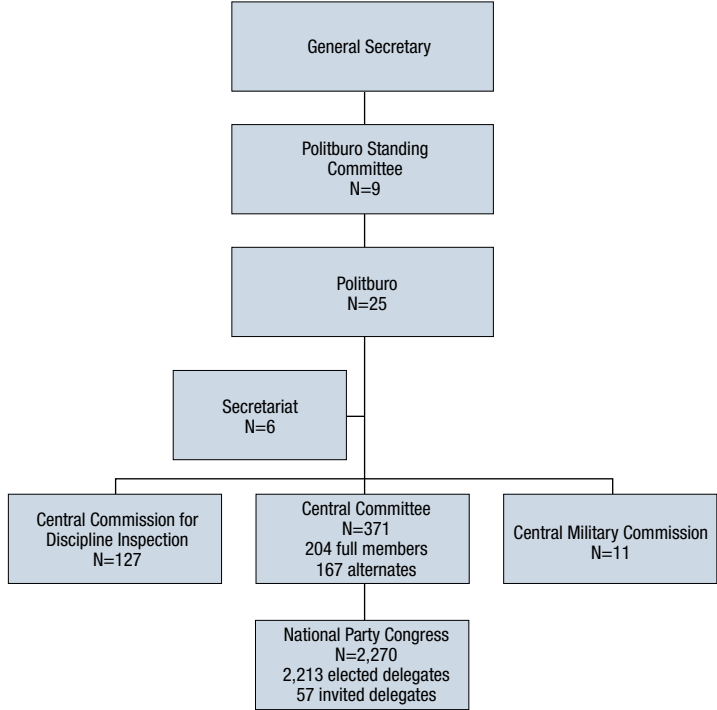 General Secretary
Politburo Standing
Committee
N=9
Politburo
N=25
Secretariat
N=6
Central Commission for
Discipline Inspection
N=127
Central Committee
N=371
204 full members
167 alternates
Central Military Commission
N=11
National Party Congress
N=2,270
2,213 elected delegates
57 invited delegates